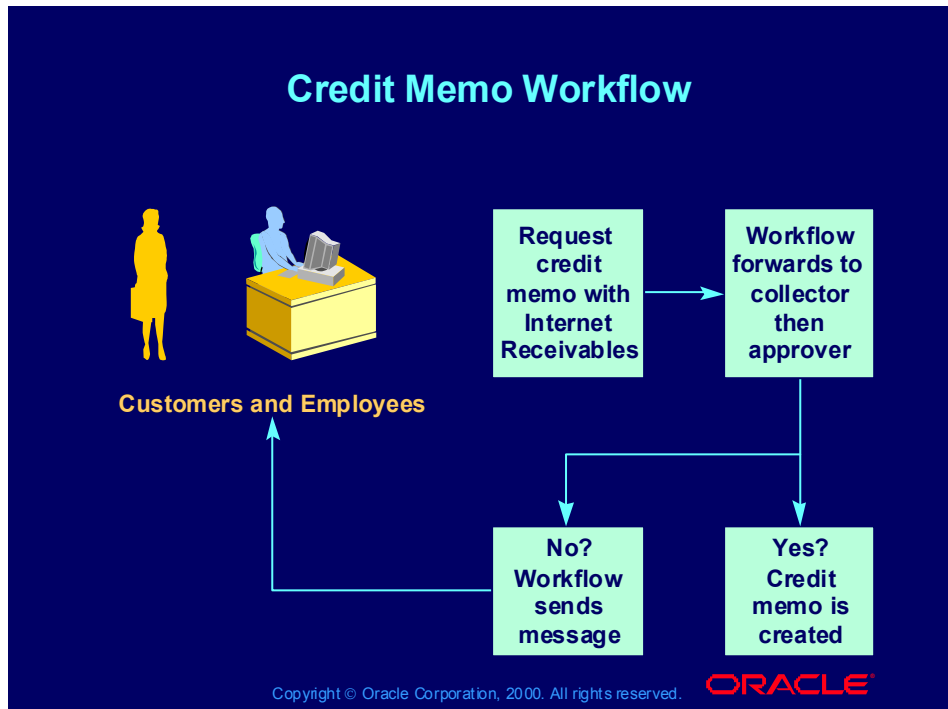 Credit Memo Workflow
Request
credit
memo with
Internet
Receivables
Workflow
forwards to
collector
then
approver
Customers and Employees
No?
Workflow
sends
message
Yes?
Credit
memo is
created
Copyright © Oracle Corporation, 2000. All rights reserved.
ORACLE®